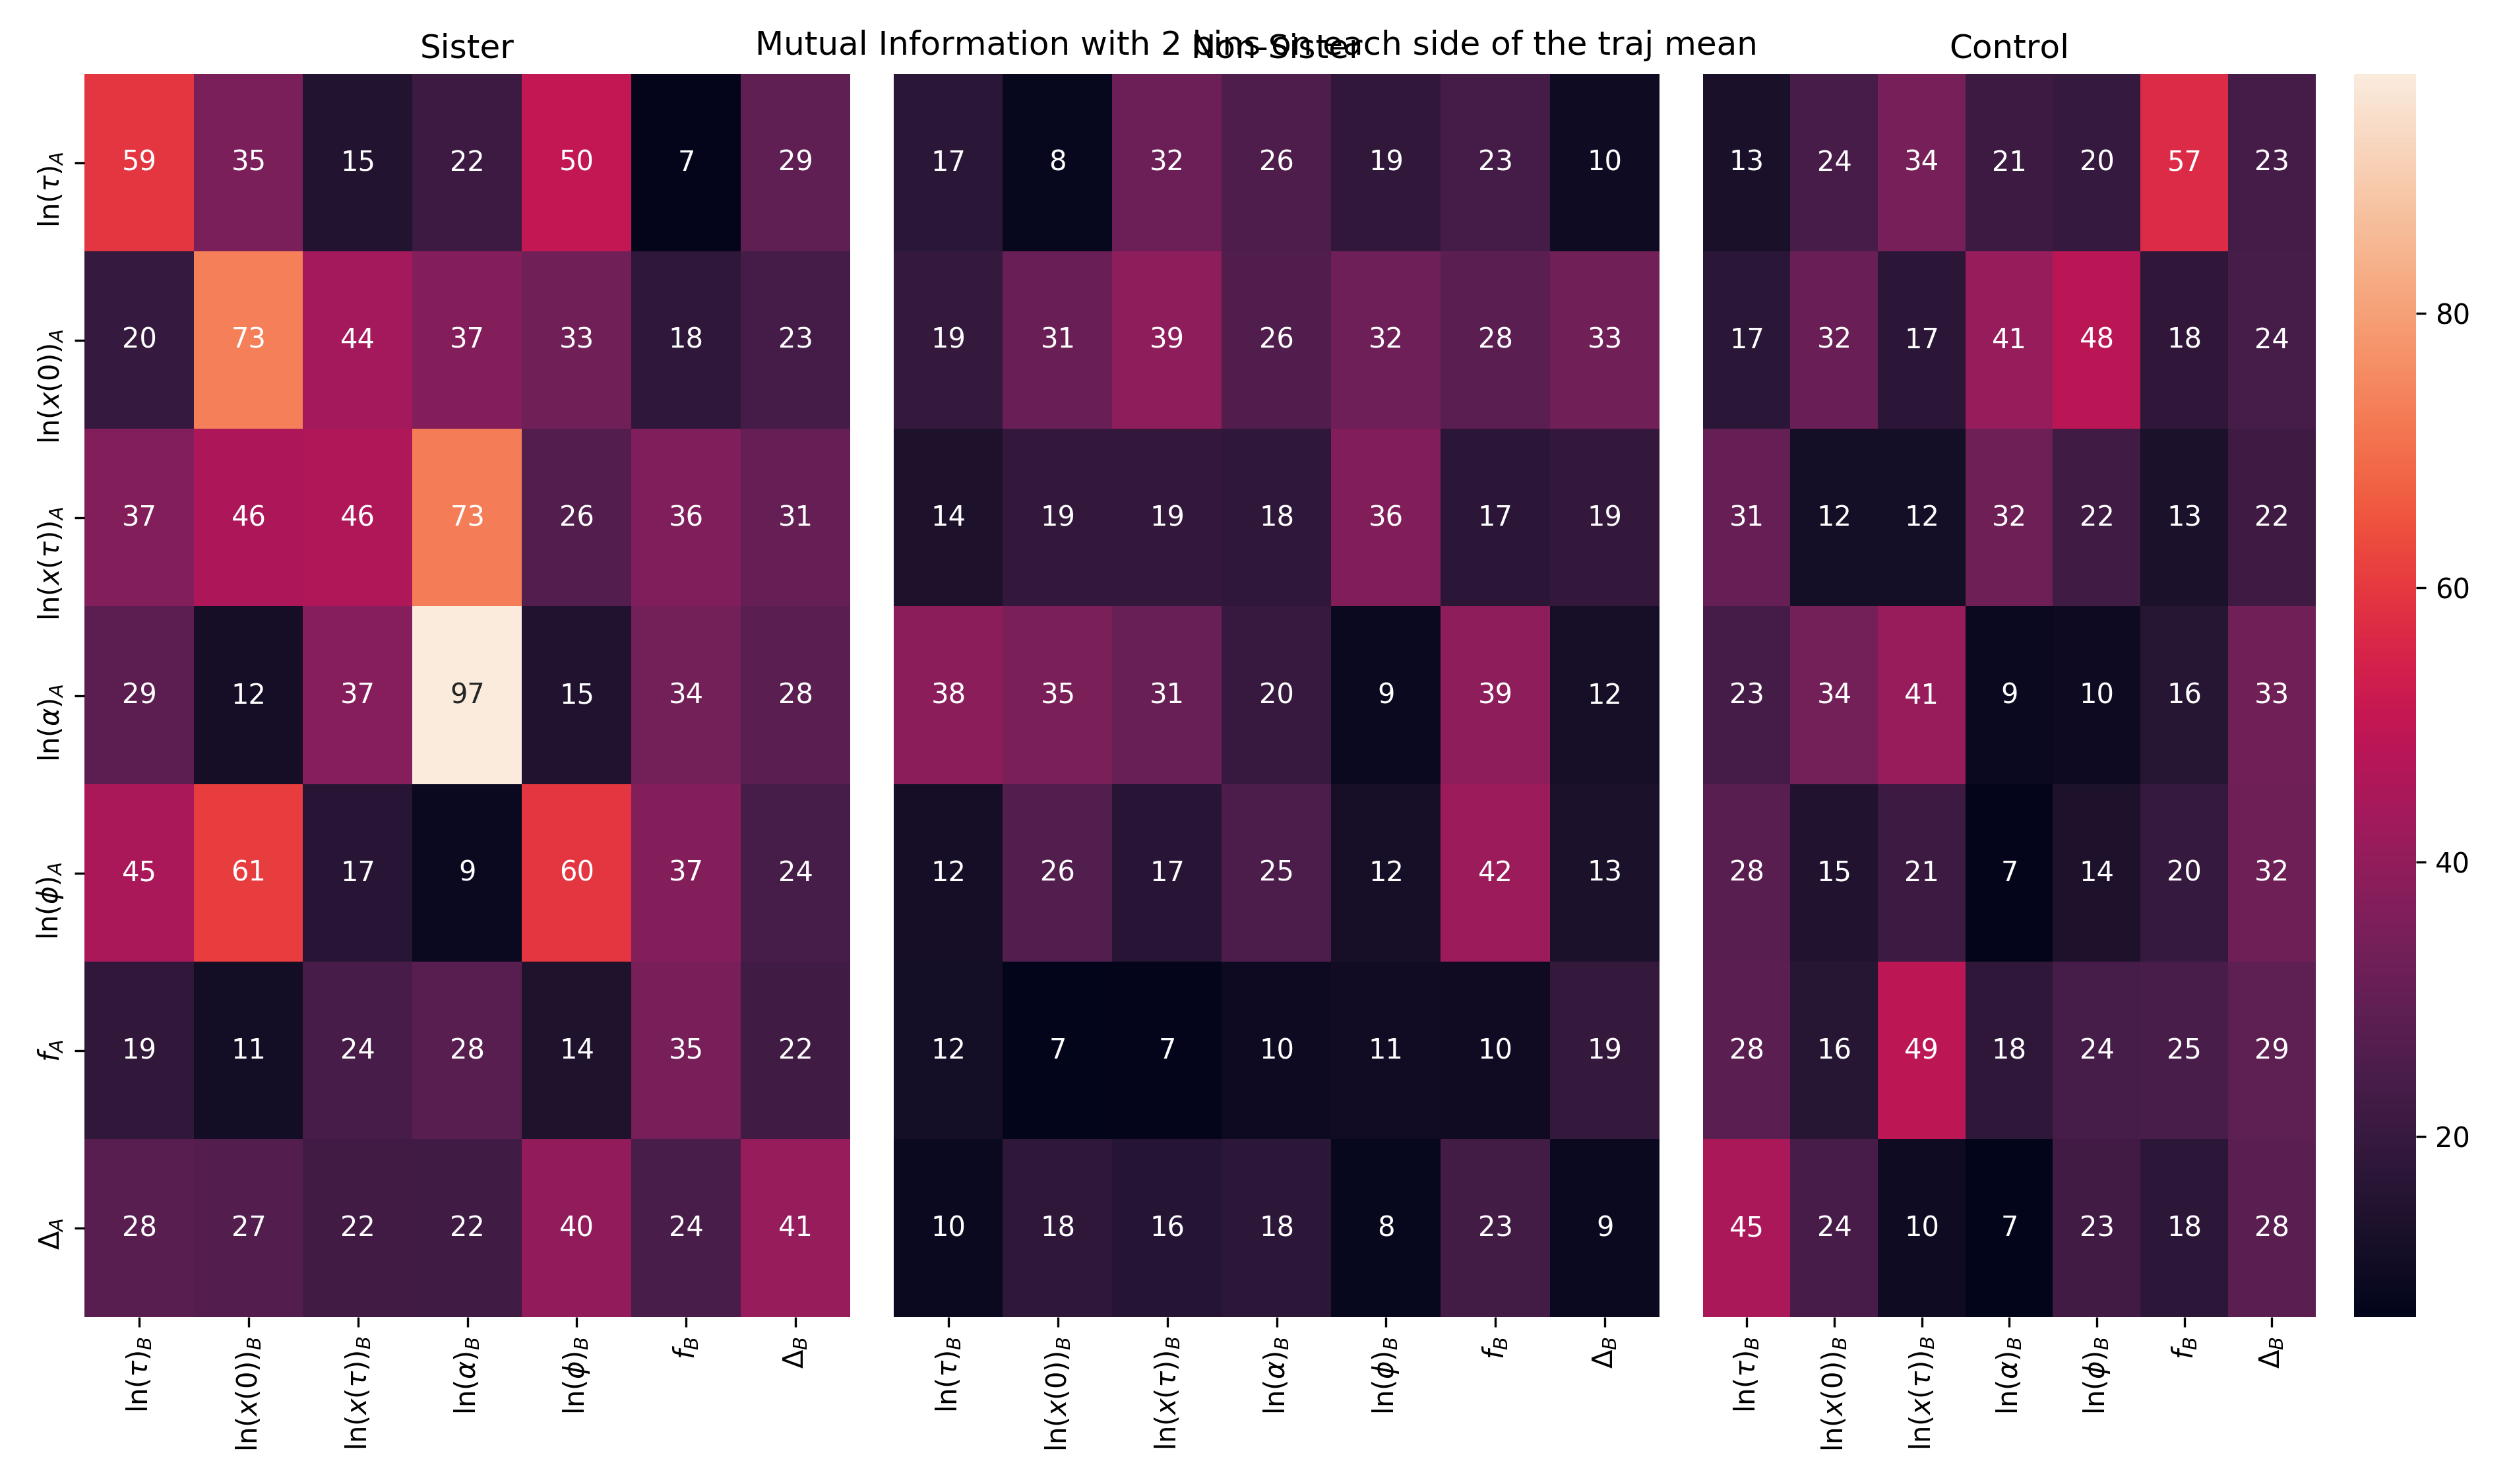 Mutual Information with 2 bins on each side of the traj mean
Sister Non-Sister Control
ln(τ)A 59 35 15 22 50 7 29 17 8 32 26 19 23 10 13 24 34 21 20 57 23
ln(x(0))A 20 73 44 37 33 18 23 19 31 39 26 32 28 33 17 32 17 41 48 18 24
ln(x(τ))A 37 46 46 73 26 36 31 14 19 19 18 36 17 19 31 12 12 32 22 13 22
ln(α)A 29 12 37 97 15 34 28 38 35 31 20 9 39 12 23 34 41 9 10 16 33
ln(ϕ)A 45 61 17 9 60 37 24 12 26 17 25 12 42 13 28 15 21 7 14 20 32
fA 19 11 24 28 14 35 22 12 7 7 10 11 10 19 28 16 49 18 24 25 29
ΔA 28 27 22 22 40 24 41 10 18 16 18 8 23 9 45 24 10 7 23 18 28
ln(τ)B ln(x(0))B ln(x(τ))B ln(α)B ln(ϕ)B fB ΔB ln(τ)B ln(x(0))B ln(x(τ))B ln(α)B ln(ϕ)B fB ΔB ln(τ)B ln(x(0))B ln(x(τ))B ln(α)B ln(ϕ)B fB ΔB
80
60
40
20